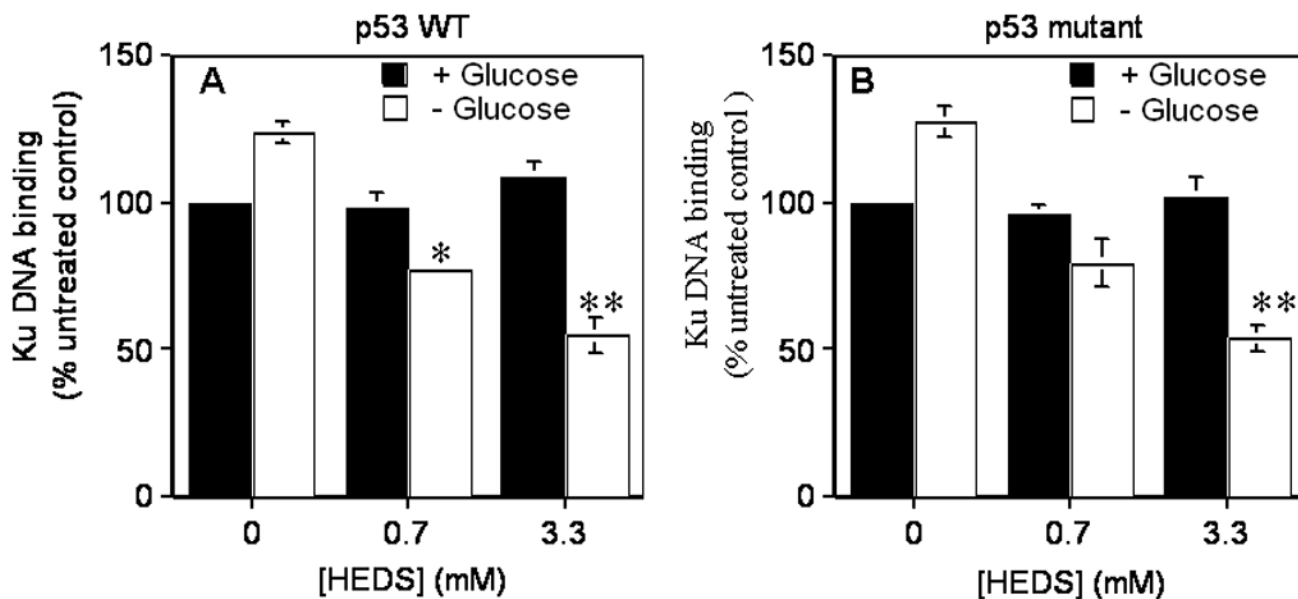 p53 WT
A
+ Glucose
- Glucose
150
100
50
0
*
**
0 0.7 3.3
[HEDS] (mM)
Ku DNA binding
(% untreated control)
p53 mutant
B
+ Glucose
- Glucose
150
100
50
0
**
0 0.7 3.3
[HEDS] (mM)
Ku DNA binding
(% untreated control)